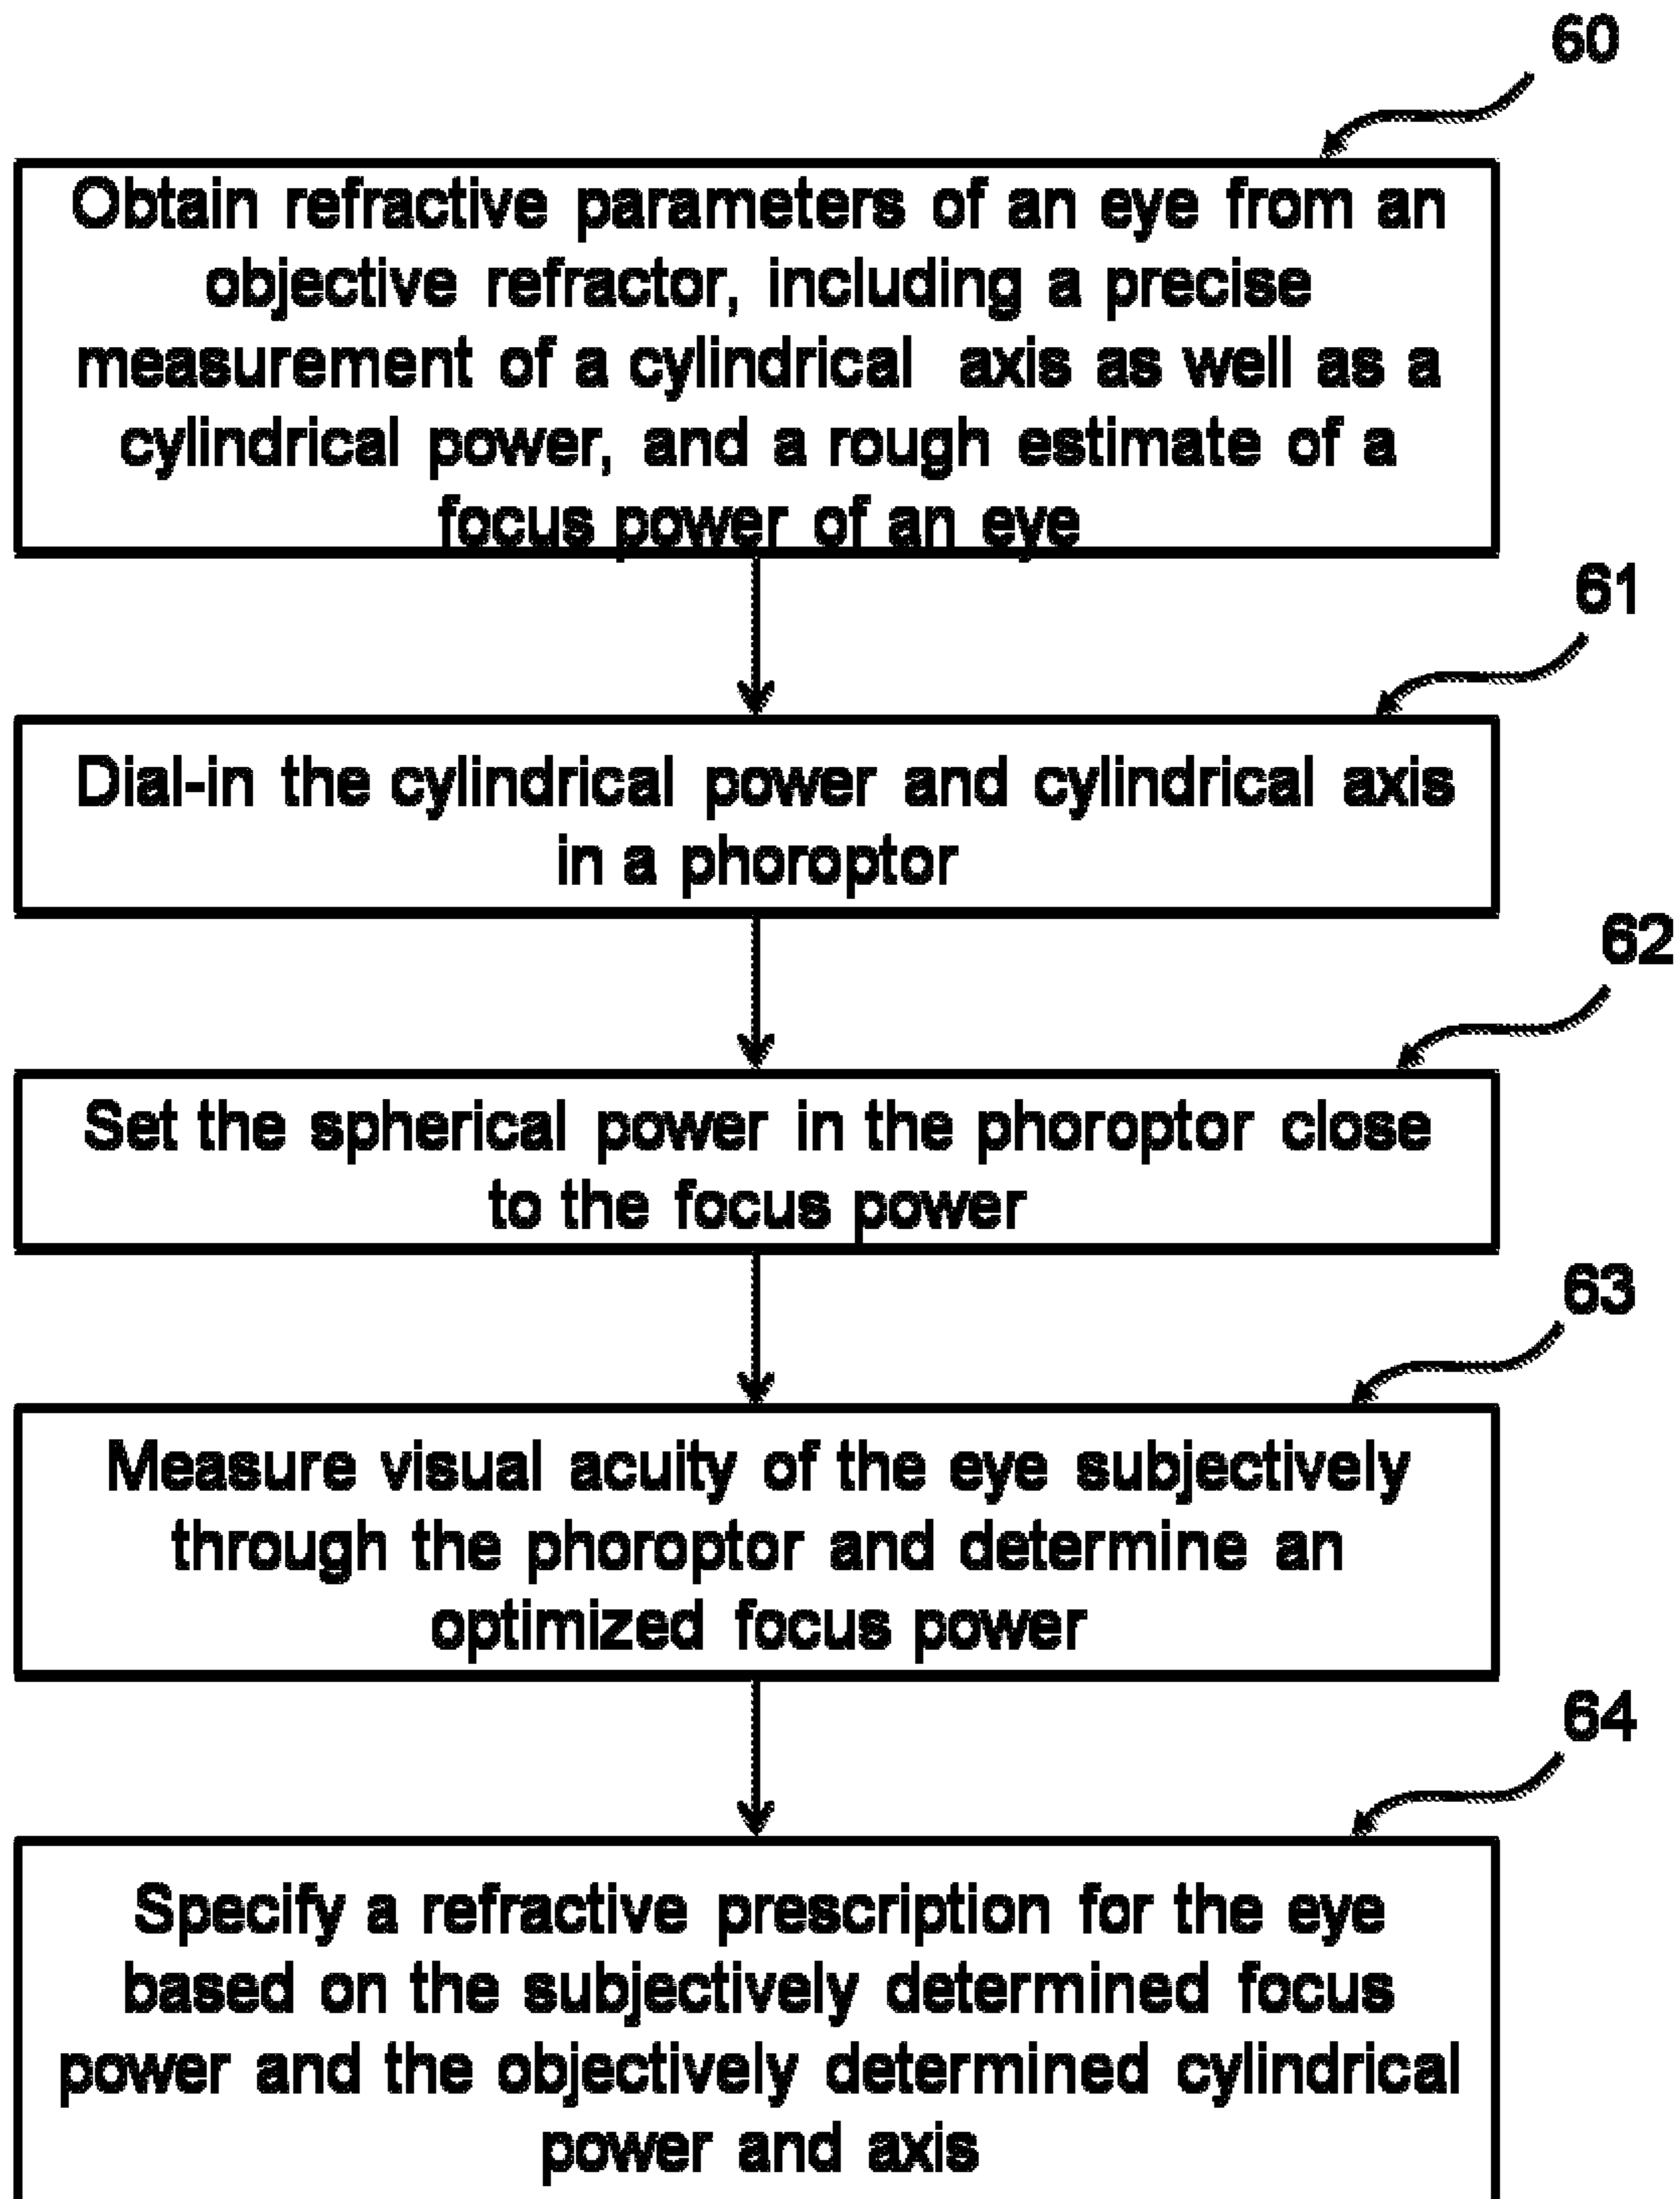 60
Obtain refractive parameters of an eye from an
objective refractor, including a precise
measurement of a cylindrical axis as well as a
cylindrical power, and a rough estimate of a
focus power of an eye
61
Dial-in the cylindrical power and cylindrical axis
in a phoroptor
62
Set the spherical power in the phoroptor close
to the focus power
63
Measure visual acuity of the eye subjectively
through the phoroptor and determine an
optimized focus power
64
Specify a refractive prescription for the eye
based on the subjectively determined focus
power and the objectively determined cylindrical
power and axis